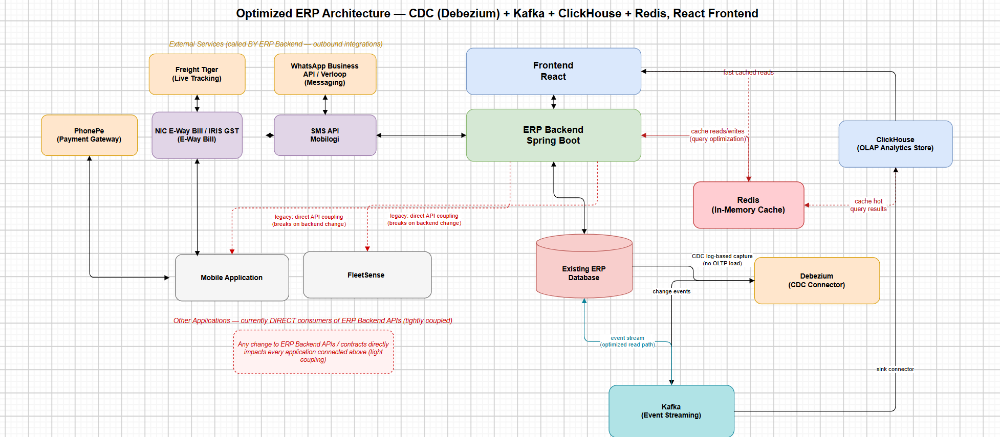 Optimized ERP Architecture — CDC (Debezium) + Kafka + ClickHouse + Redis, React Frontend
External Services (called BY ERP Backend — outbound integrations)
Freight Tiger
(Live Tracking)
WhatsApp Business
API / Verloop
(Messaging)
Frontend
React
fast cached reads
PhonePe
(Payment Gateway)
NIC E-Way Bill / IRIS GST
(E-Way Bill)
SMS API
Mobilogi
ERP Backend
Spring Boot
cache reads/writes
(query optimization)
ClickHouse
(OLAP Analytics Store)
Redis
(In-Memory Cache)
cache hot
query results
legacy: direct API coupling
(breaks on backend change)
legacy: direct API coupling
(breaks on backend change)
Mobile Application
FleetSense
Existing ERP
Database
CDC log-based capture
(no OLTP load)
Debezium
(CDC Connector)
change events
Other Applications — currently DIRECT consumers of ERP Backend APIs (tightly coupled)
Any change to ERP Backend APIs / contracts directly
impacts every application connected above (tight
coupling)
event stream
(optimized read path)
sink connector
Kafka
(Event Streaming)